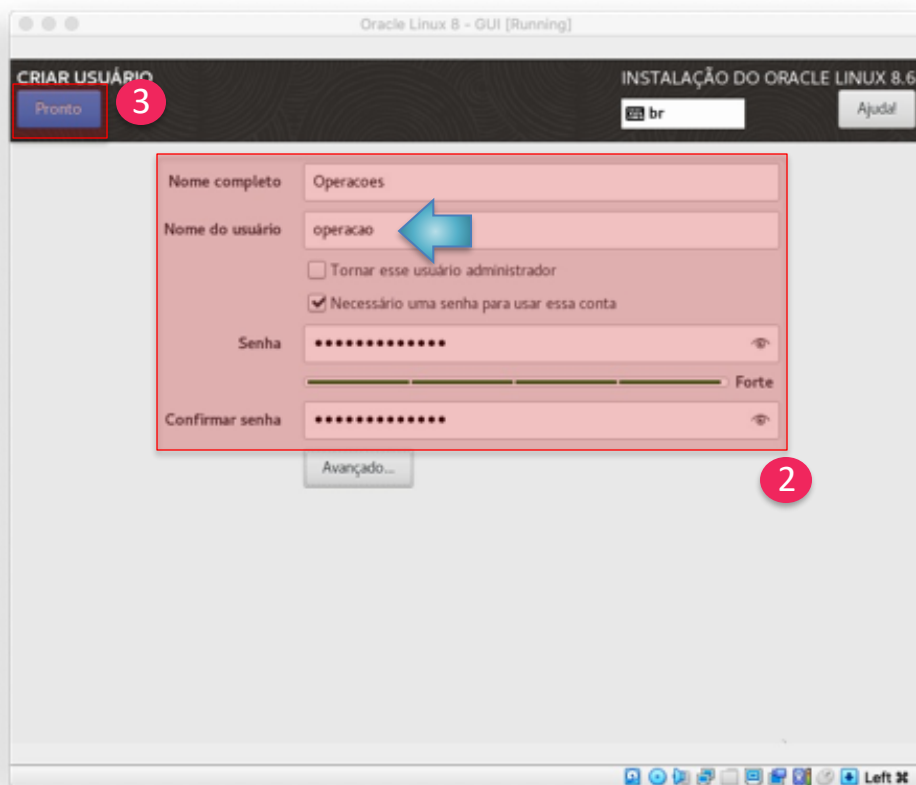 Oracle Linux 8 - GUI [Running]
CRIAR USUÁRIO
INSTALAÇÃO DO ORACLE LINUX 8.6
Pronto
3
br
Ajuda!
Nome completo
Operacoes
Nome do usuário
operacao
Tornar esse usuário administrador
Necessário uma senha para usar essa conta
Senha
•••••••••••••
Forte
Confirmar senha
•••••••••••••
Avançado...
2
Left ⌘